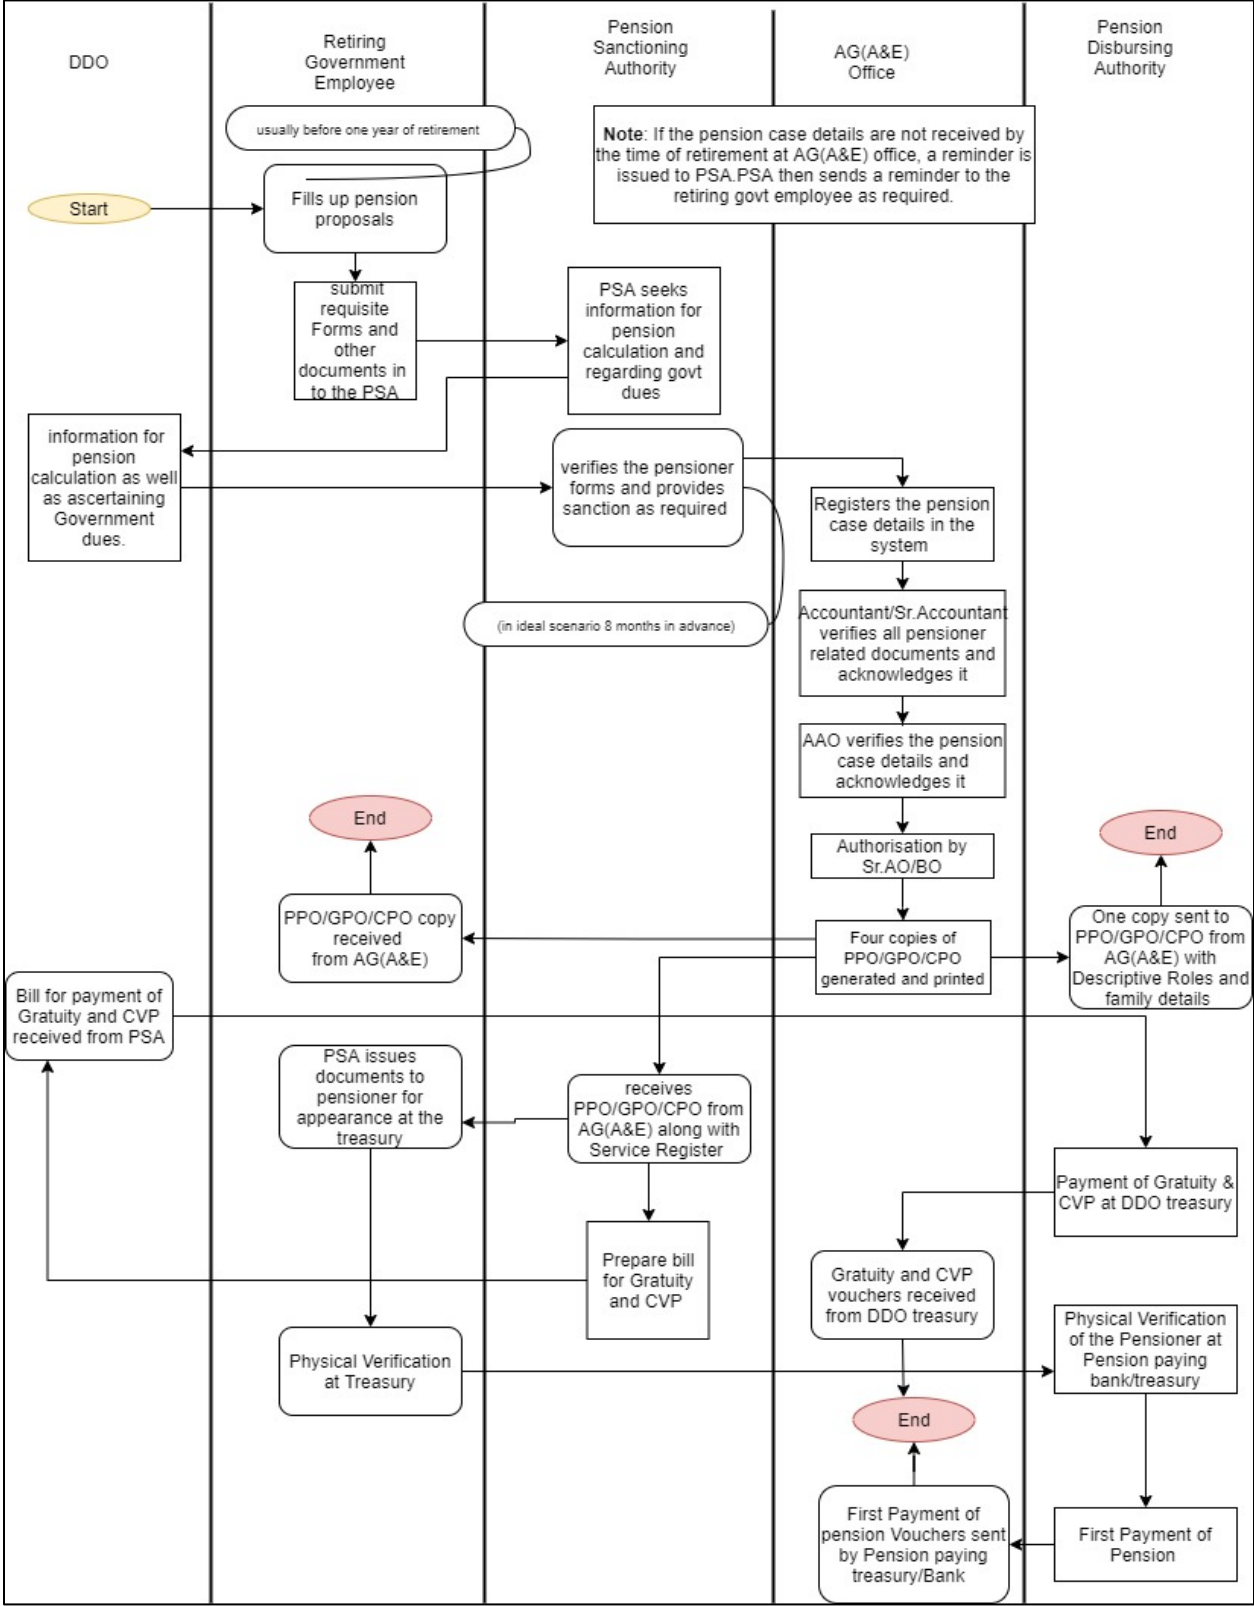 DDO
Retiring
Government
Employee
Pension
Sanctioning
Authority
AG(A&E)
Office
Pension
Disbursing
Authority
usually before one year of retirement
Note: If the pension case details are not received by
the time of retirement at AG(A&E) office, a reminder is
issued to PSA.PSA then sends a reminder to the
retiring govt employee as required.
Start
Fills up pension
proposals
submit
requisite
Forms and
other
documents in
to the PSA
PSA seeks
information for
pension
calculation and
regarding govt
dues
information for
pension
calculation as well
as ascertaining
Government
dues.
verifies the pensioner
forms and provides
sanction as required
Registers the pension
case details in the
system
(in ideal scenario 8 months in advance)
Accountant/Sr.Accountant
verifies all pensioner
related documents and
acknowledges it
AAO verifies the pension
case details and
acknowledges it
End
End
Authorisation by
Sr.AO/BO
PPO/GPO/CPO copy
received
from AG(A&E)
Four copies of
PPO/GPO/CPO
generated and printed
One copy sent to
PPO/GPO/CPO from
AG(A&E) with
Descriptive Roles and
family details
Bill for payment of
Gratuity and CVP
received from PSA
PSA issues
documents to
pensioner for
appearance at the
treasury
receives
PPO/GPO/CPO from
AG(A&E) along with
Service Register
Payment of Gratuity &
CVP at DDO treasury
Prepare bill
for Gratuity
and CVP
Gratuity and CVP
vouchers received
from DDO treasury
Physical Verification
at Treasury
Physical Verification
of the Pensioner at
Pension paying
bank/treasury
End
First Payment of
pension Vouchers sent
by Pension paying
treasury/Bank
First Payment of
Pension